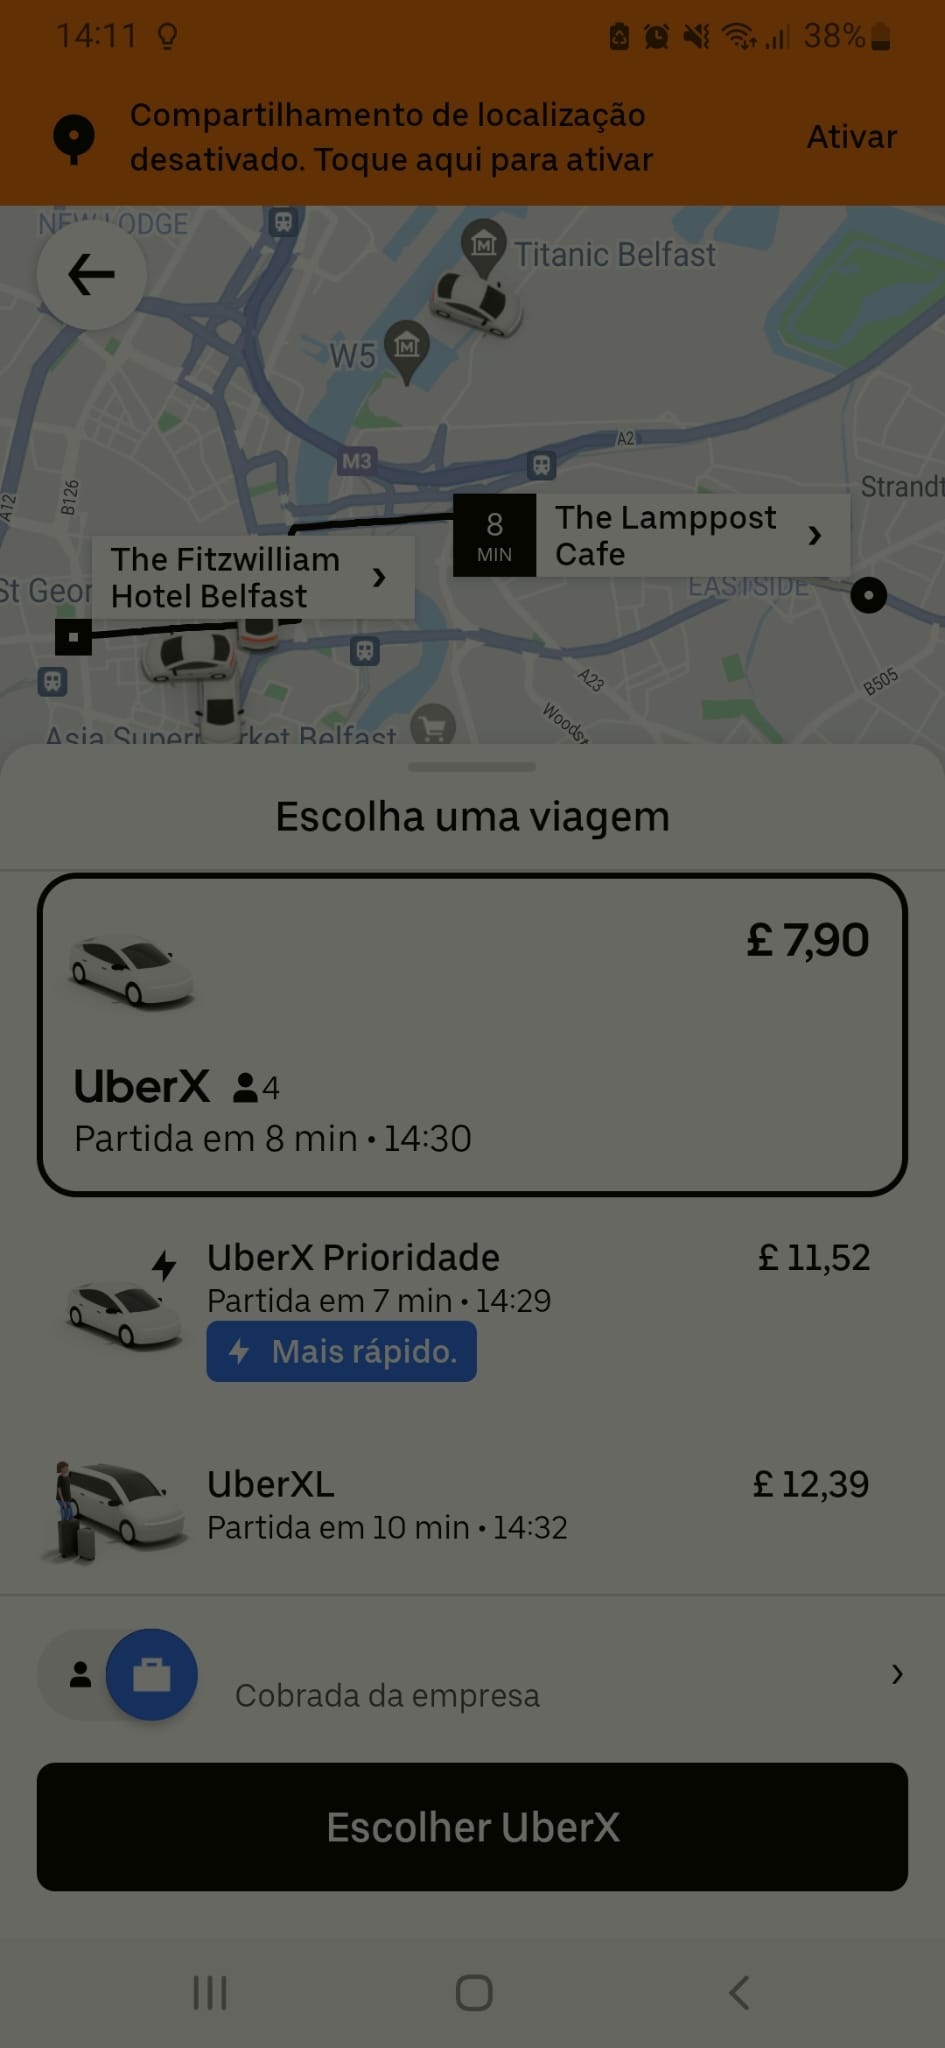 14:11
38%
Compartilhamento de localização
desativado. Toque aqui para ativar
Ativar
NEW LODGE
Titanic Belfast
W5
A2
M3
A12
B126
Strandt
8
MIN
The Lamppost
Cafe
The Fitzwilliam
Hotel Belfast
St Geor
EASTSIDE
A23
B505
Woodst
Asia Superm rket Belfast
Escolha uma viagem
£ 7,90
UberX 4
Partida em 8 min • 14:30
UberX Prioridade
£ 11,52
Partida em 7 min • 14:29
Mais rápido.
UberXL
£ 12,39
Partida em 10 min • 14:32
Cobrada da empresa
Escolher UberX